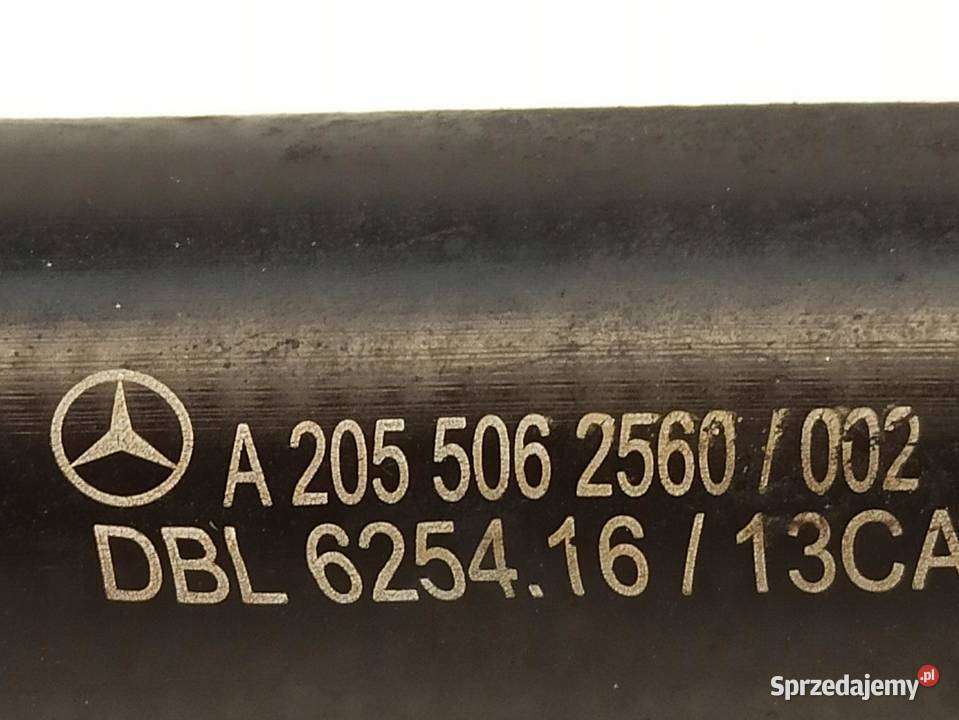 A 205 506 2560 / 002
DBL 6254.16 / 13CA
Sprzedajemy.pl